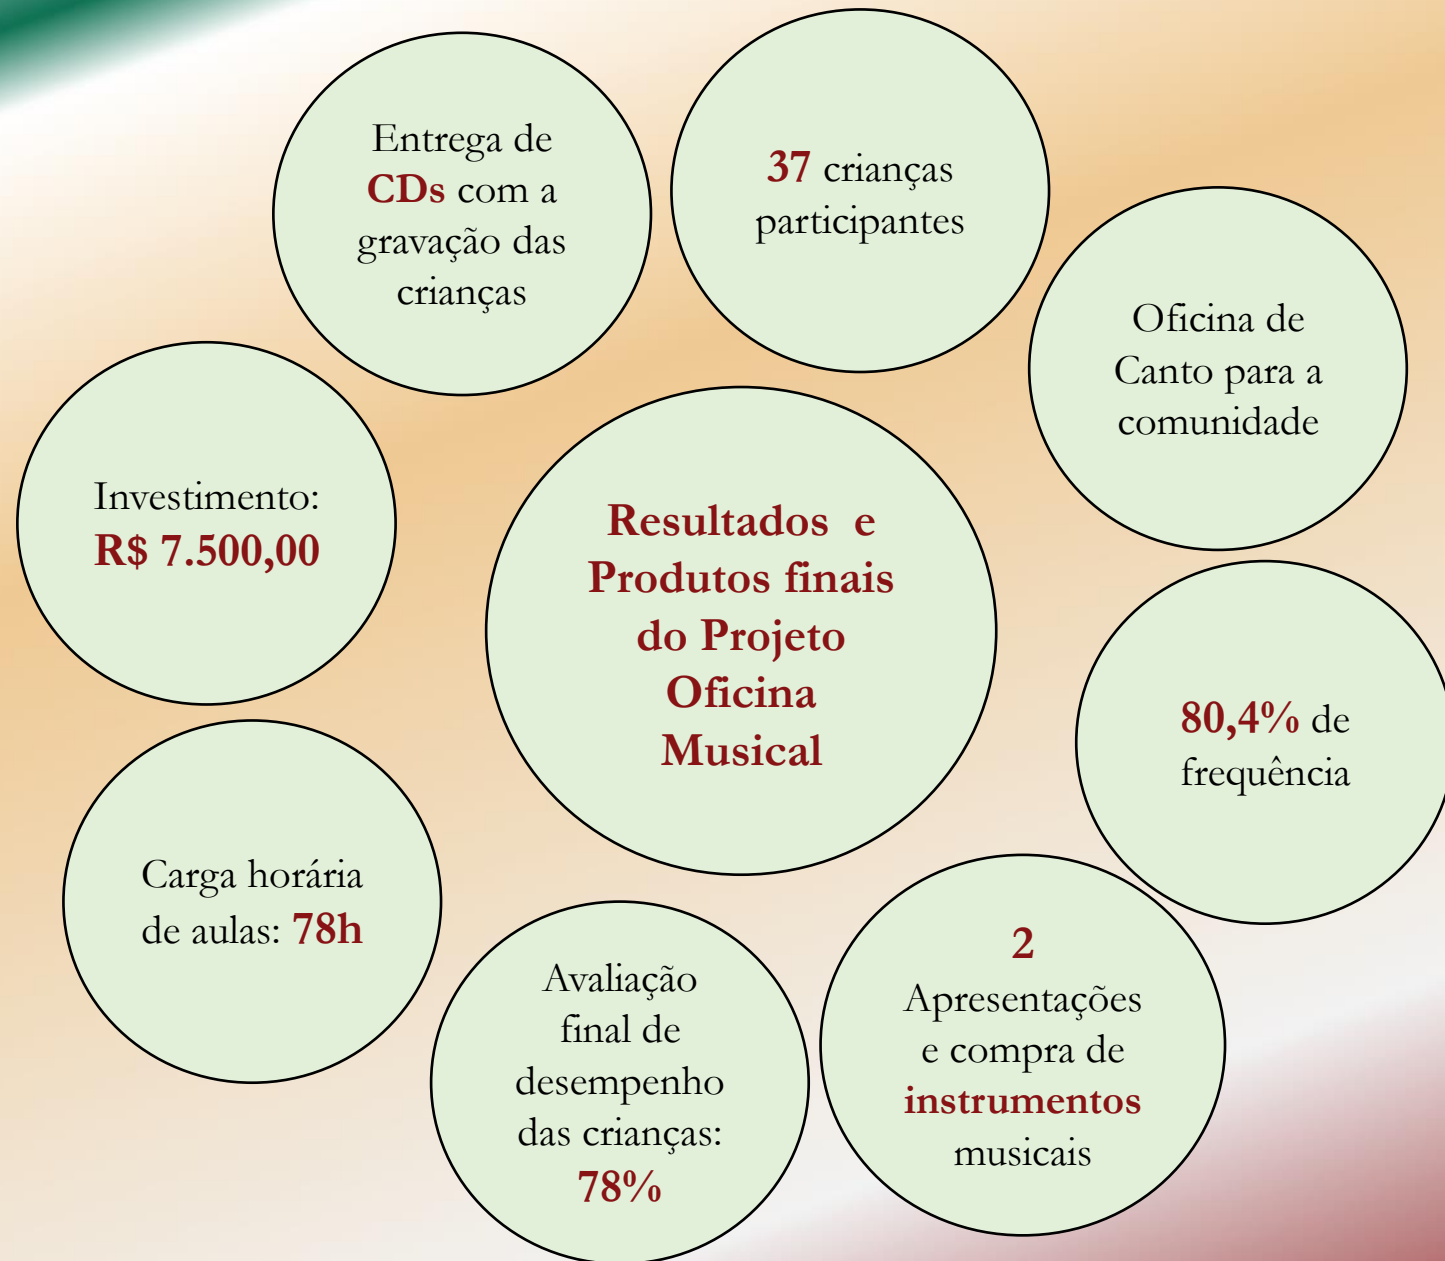 Entrega de
CDs com a
gravação das
crianças
37 crianças
participantes
Oficina de
Canto para a
comunidade
Investimento:
R$ 7.500,00
Resultados e
Produtos finais
do Projeto
Oficina
Musical
80,4% de
frequência
Carga horária
de aulas: 78h
Avaliação
final de
desempenho
das crianças:
78%
2
Apresentações
e compra de
instrumentos
musicais